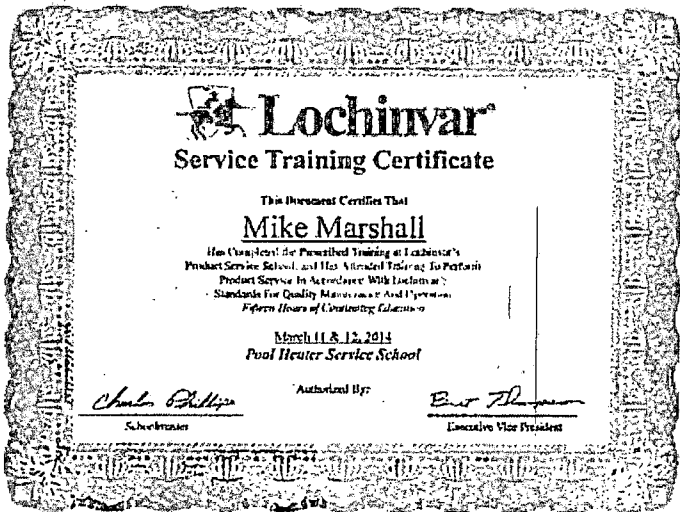 Lochinvar®
Service Training Certificate
This Document Certifies That
Mike Marshall
Has Completed the Prescribed Training at Lochinvar's
Product Service School, and Has Attended Training To Perform
Product Service In Accordance With Lochinvar's
Standards For Quality Maintenance And Operation
Fifteen Hours of Continuing Education
March 11 & 12, 2014
Pool Heater Service School
Authorized By:
Charles Phillips
Schoolmaster
Executive Vice President